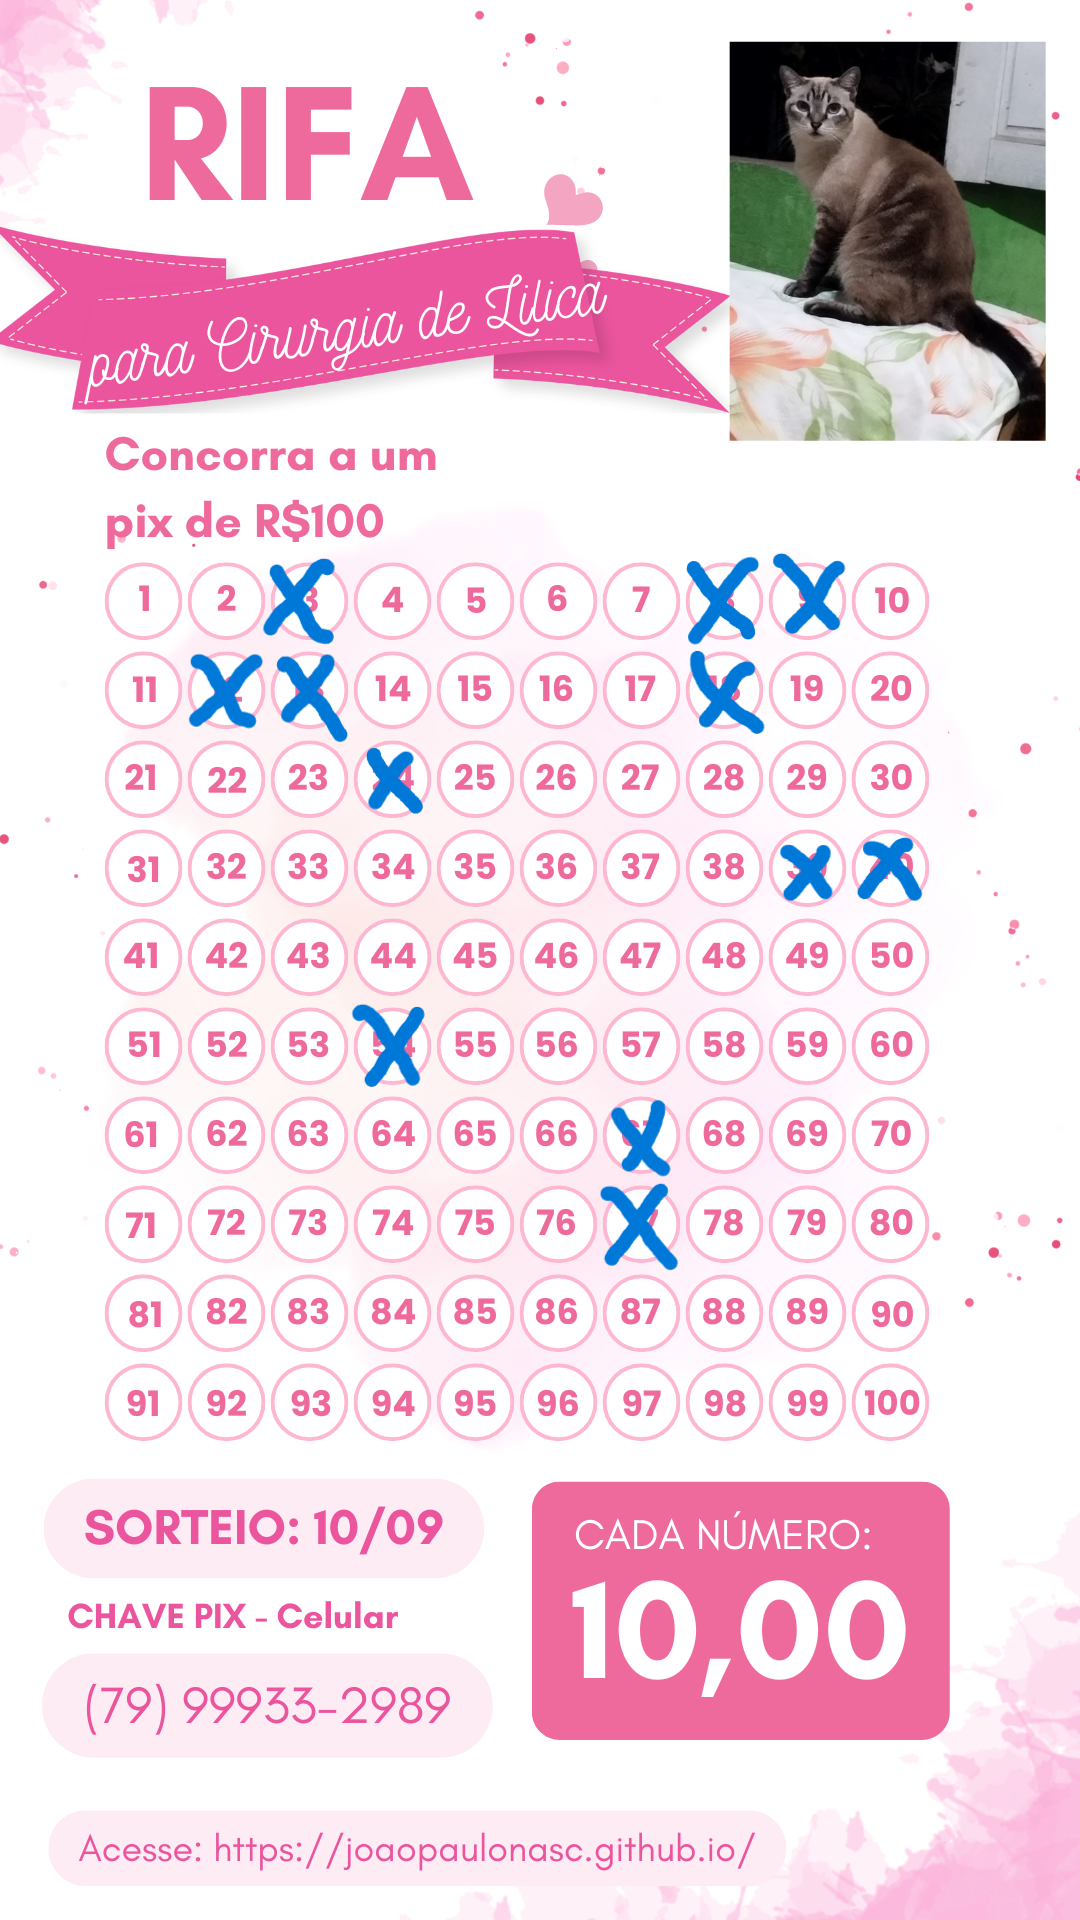 RIFA
para Cirurgia de Lilica
Concorra a um
pix de R$100
1 2 4 5 6 7 10
11 14 15 16 17 19 20
21 22 23 25 26 27 28 29 30
31 32 33 34 35 36 37 38
41 42 43 44 45 46 47 48 49 50
51 52 53 55 56 57 58 59 60
61 62 63 64 65 66 68 69 70
71 72 73 74 75 76 78 79 80
81 82 83 84 85 86 87 88 89 90
91 92 93 94 95 96 97 98 99 100
SORTEIO: 10/09
CHAVE PIX - Celular
(79) 99933-2989
CADA NÚMERO:
10,00
Acesse: https://joaopaulonasc.github.io/